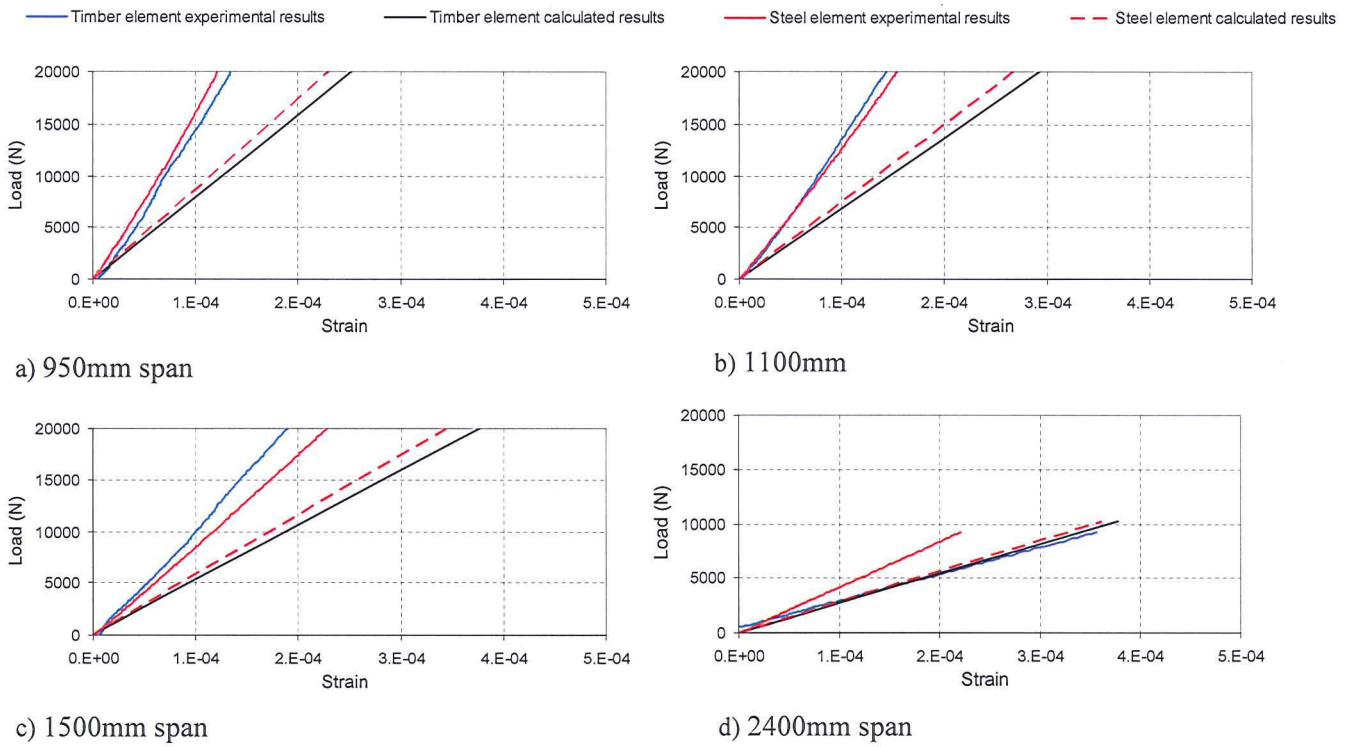 Timber element experimental results Timber element calculated results Steel element experimental results Steel element calculated results
20000
15000
10000
5000
0
Load (N)
0.E+00 1.E-04 2.E-04 3.E-04 4.E-04 5.E-04
Strain
a) 950mm span
20000
15000
10000
5000
0
Load (N)
0.E+00 1.E-04 2.E-04 3.E-04 4.E-04 5.E-04
Strain
b) 1100mm
20000
15000
10000
5000
0
Load (N)
0.E+00 1.E-04 2.E-04 3.E-04 4.E-04 5.E-04
Strain
c) 1500mm span
20000
15000
10000
5000
0
Load (N)
0.E+00 1.E-04 2.E-04 3.E-04 4.E-04 5.E-04
Strain
d) 2400mm span